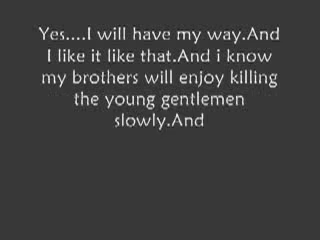 Yes....I will have my way.And
I like it like that.And i know
my brothers will enjoy killing
the young gentlemen
slowly.And